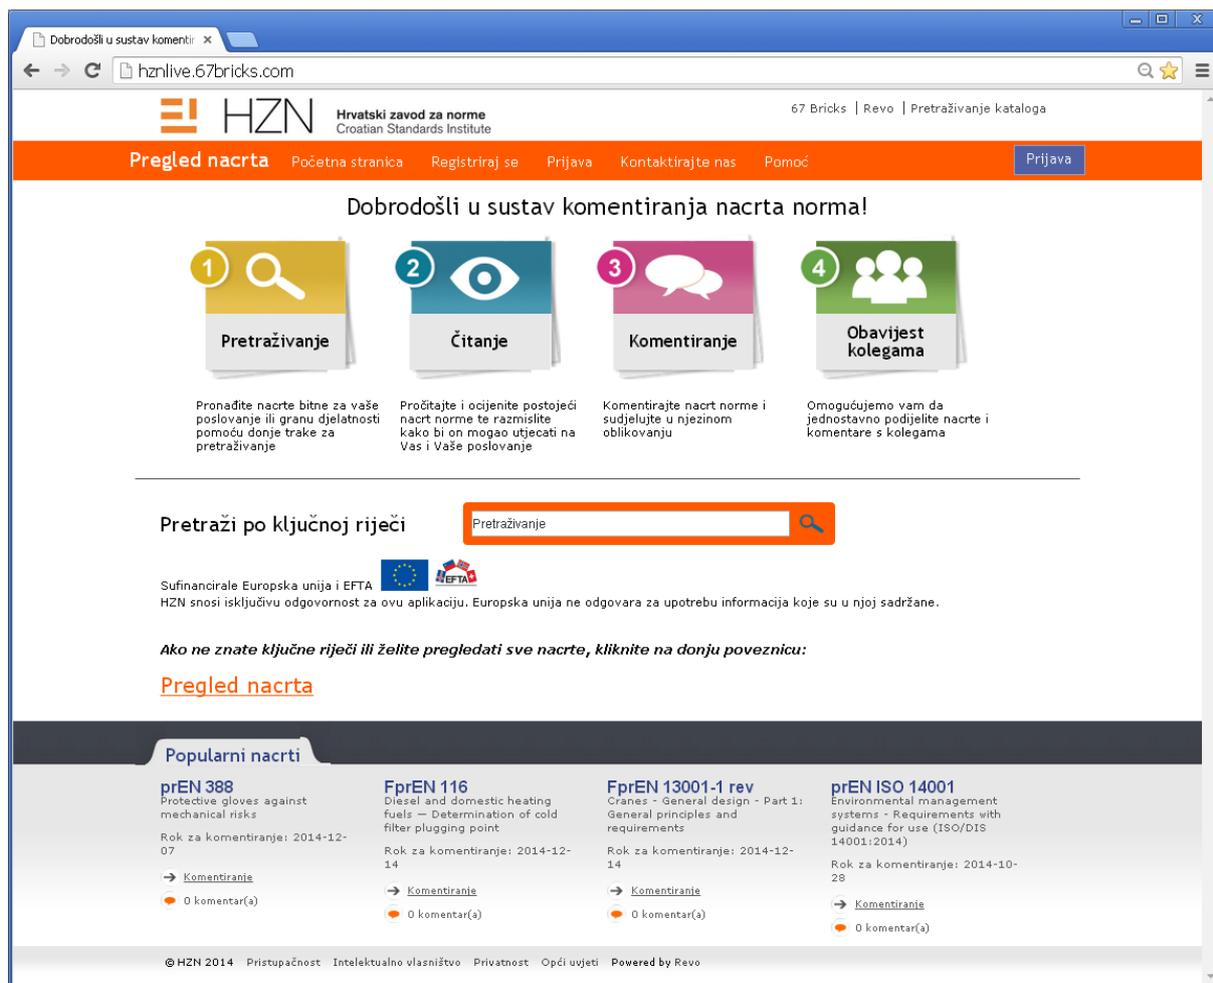 Dobrodošli u sustav komentir
hznlive.67bricks.com
HZN
Hrvatski zavod za norme
Croatian Standards Institute
67 Bricks | Revo | Pretraživanje kataloga
Pregled nacrta Početna stranica Registriraj se Prijava Kontaktirajte nas Pomoć Prijava
Dobrodošli u sustav komentiranja nacrta norma!
1
Pretraživanje
Pronađite nacrte bitne za vaše
poslovanje ili granu djelatnosti
pomoću donje trake za
pretraživanje
2
Čitanje
Pročitajte i ocijenite postojeći
nacrt norme te razmislite
kako bi on mogao utjecati na
Vas i Vaše poslovanje
3
Komentiranje
Komentirajte nacrt norme i
sudjelujte u njezinom
oblikovanju
4
Obavijest
kolegama
Omogućujemo vam da
jednostavno podijelite nacrte i
komentare s kolegama
Pretraži po ključnoj riječi
Pretraživanje
Sufinancirale Europska unija i EFTA
EFTA
HZN snosi isključivu odgovornost za ovu aplikaciju. Europska unija ne odgovara za upotrebu informacija koje su u njoj sadržane.
Ako ne znate ključne riječi ili želite pregledati sve nacrte, kliknite na donju poveznicu:
Pregled nacrta
Popularni nacrti
prEN 388
Protective gloves against
mechanical risks
Rok za komentiranje: 2014-12-
07
Komentiranje
0 komentar(a)
FprEN 116
Diesel and domestic heating
fuels — Determination of cold
filter plugging point
Rok za komentiranje: 2014-12-
14
Komentiranje
0 komentar(a)
FprEN 13001-1 rev
Cranes - General design - Part 1:
General principles and
requirements
Rok za komentiranje: 2014-12-
14
Komentiranje
0 komentar(a)
prEN ISO 14001
Environmental management
systems - Requirements with
guidance for use (ISO/DIS
14001:2014)
Rok za komentiranje: 2014-10-
28
Komentiranje
0 komentar(a)
© HZN 2014 Pristupačnost Intelektualno vlasništvo Privatnost Opći uvjeti Powered by Revo